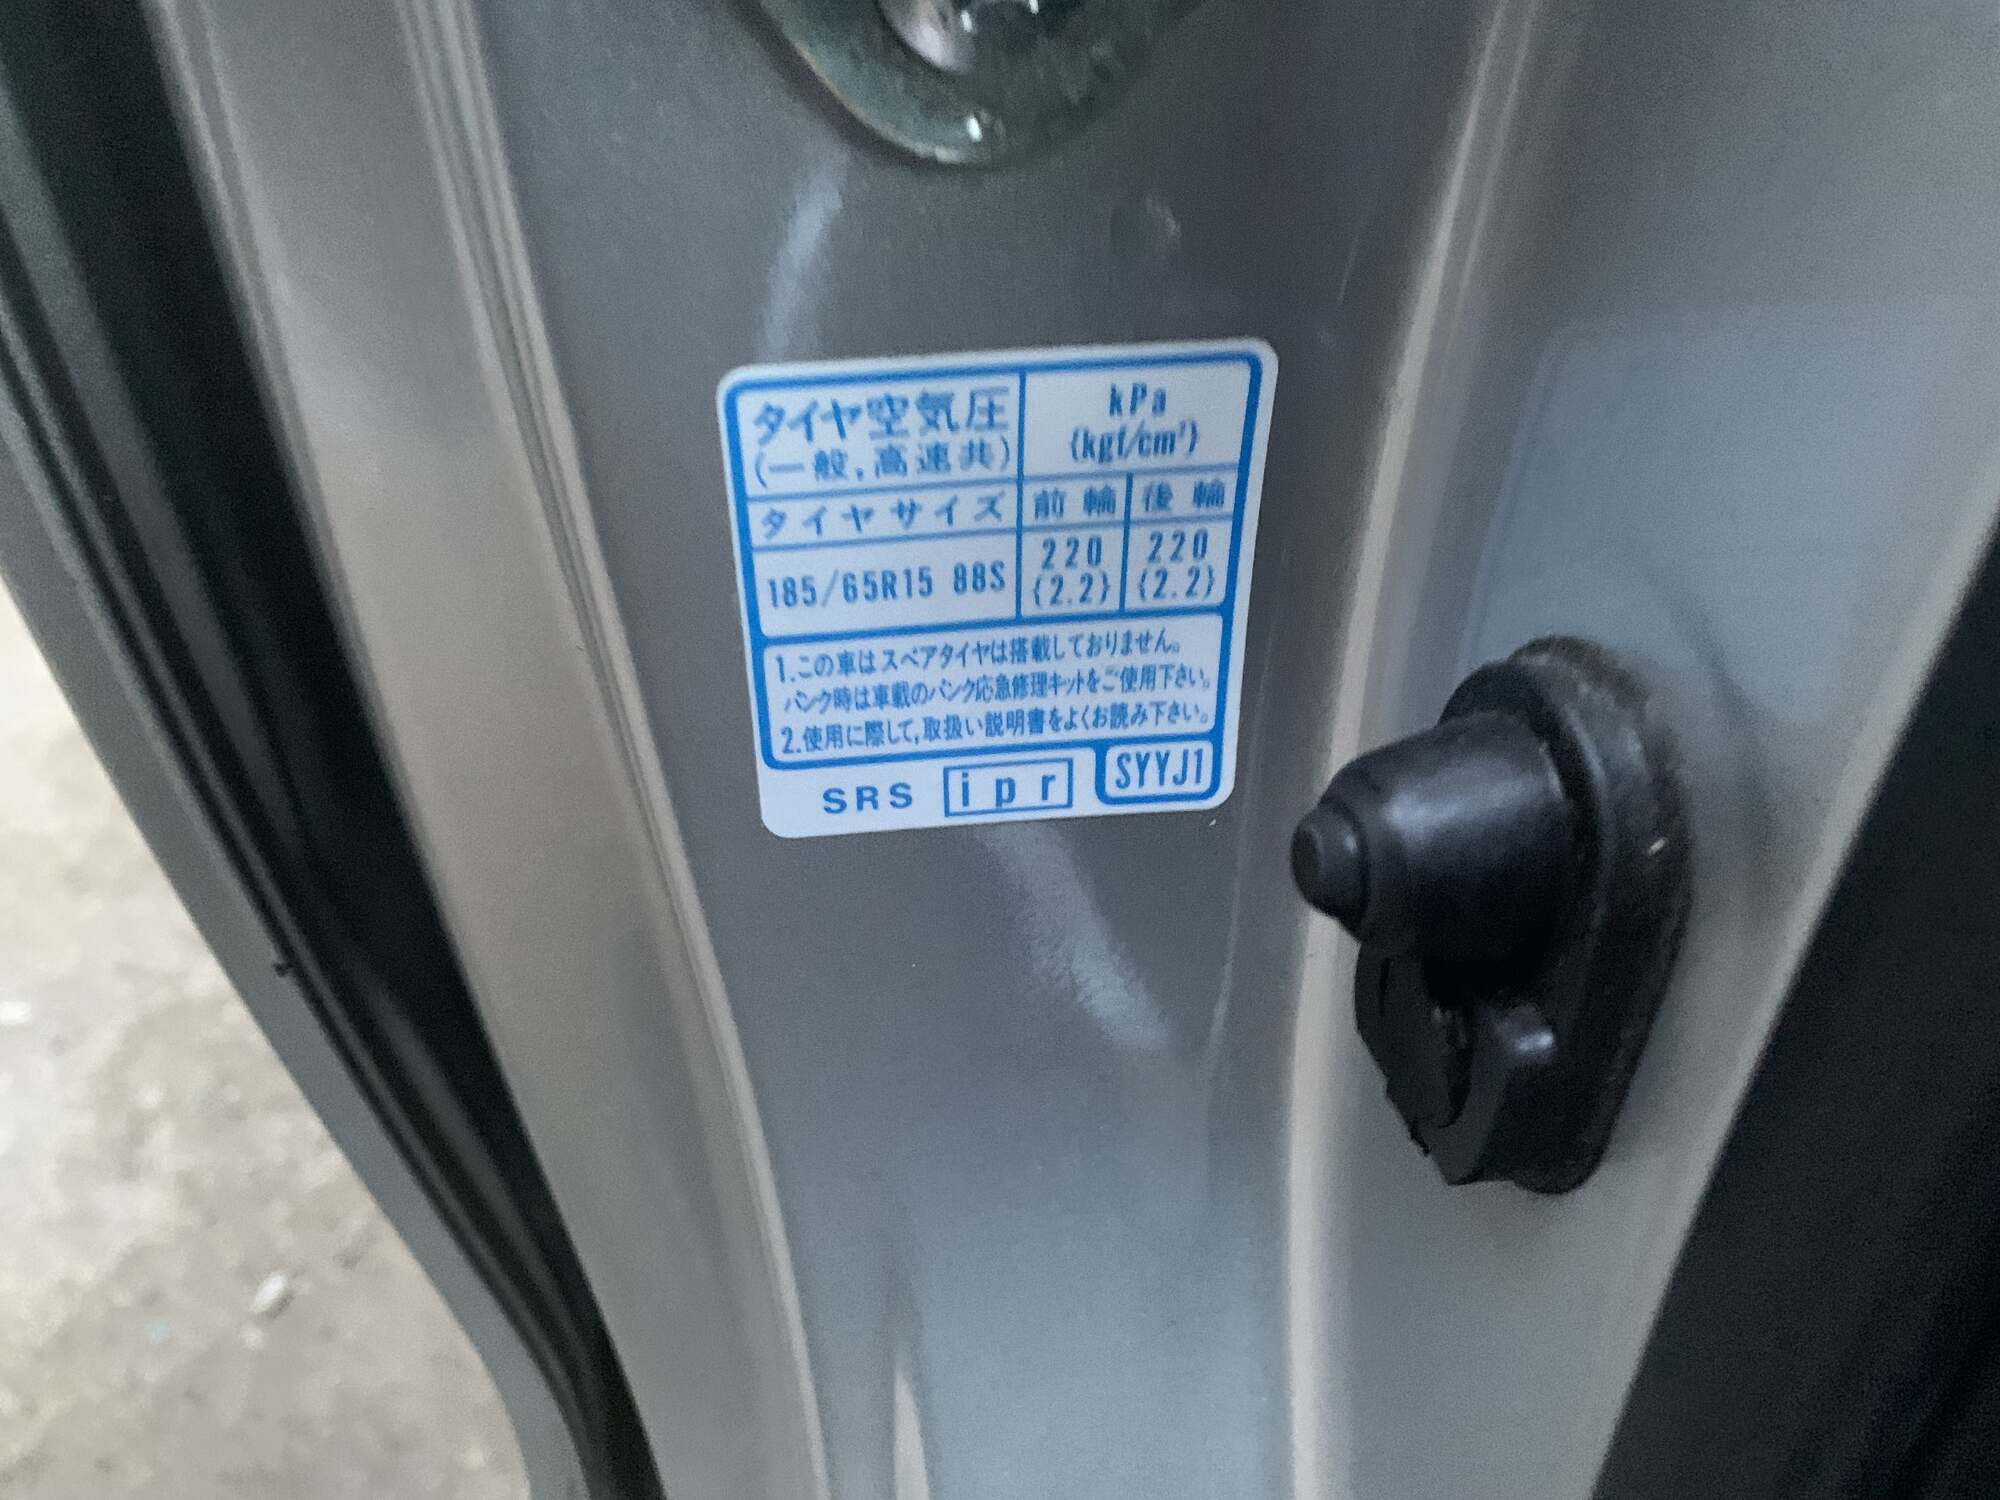 タイヤ空気圧
(一般,高速共)
kPa
(kgf/cm²)
タイヤサイズ 前輪 後輪
185/65R15 88S 220 220
(2.2) (2.2)
1.この車はスペアタイヤは搭載しておりません。
パンク時は車載のパンク応急修理キットをご使用下さい。
2.使用に際して,取扱い説明書をよくお読み下さい。
SRS ipr SYYJ1